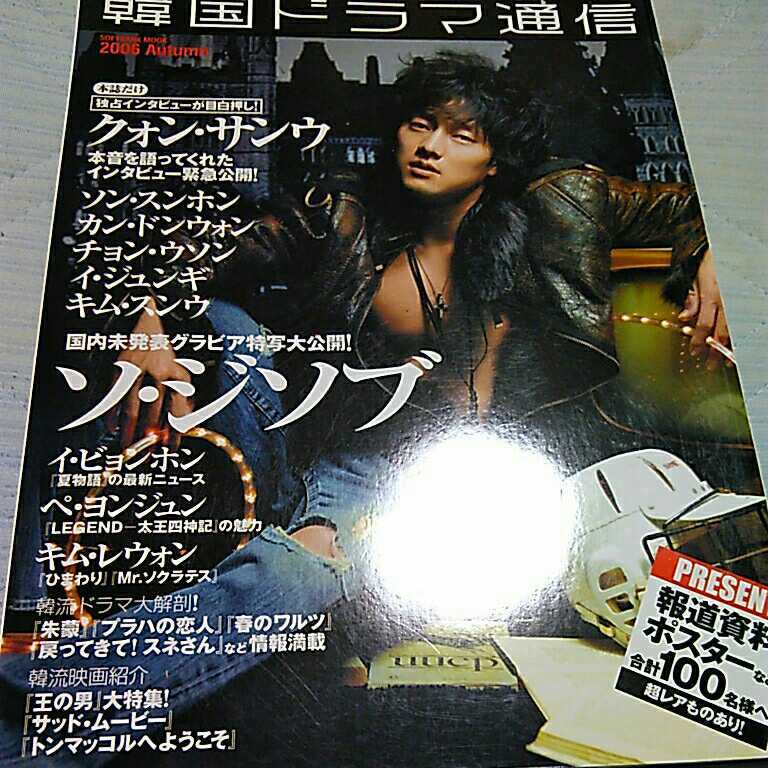 韓国ドラマ通信
SOFTBANK MOOK
2006 Autumn
本誌だけ
独占インタビューが目白押し!
クォン・サンウ
本音を語ってくれた
インタビュー緊急公開!
ソン・スンホン
カン・ドンウォン
チョン・ウソン
イ・ジュンギ
キム・スンウ
国内未発表グラビア特写大公開!
ソ・ジソブ
イ・ビョンホン
『夏物語』の最新ニュース
ペ・ヨンジュン
『LEGEND－太王四神記』の魅力
キム・レウォン
『ひまわり』『Mr.ソクラテス』
韓流ドラマ大解剖!
『朱蒙』『プラハの恋人』『春のワルツ』
『戻ってきて! スネさん』など情報満載
韓流映画紹介
『王の男』大特集!
『サッド・ムービー』
『トンマッコルへようこそ』
PRESEN
報道資料
ポスターな
合計100名様へ
超レアものあり!